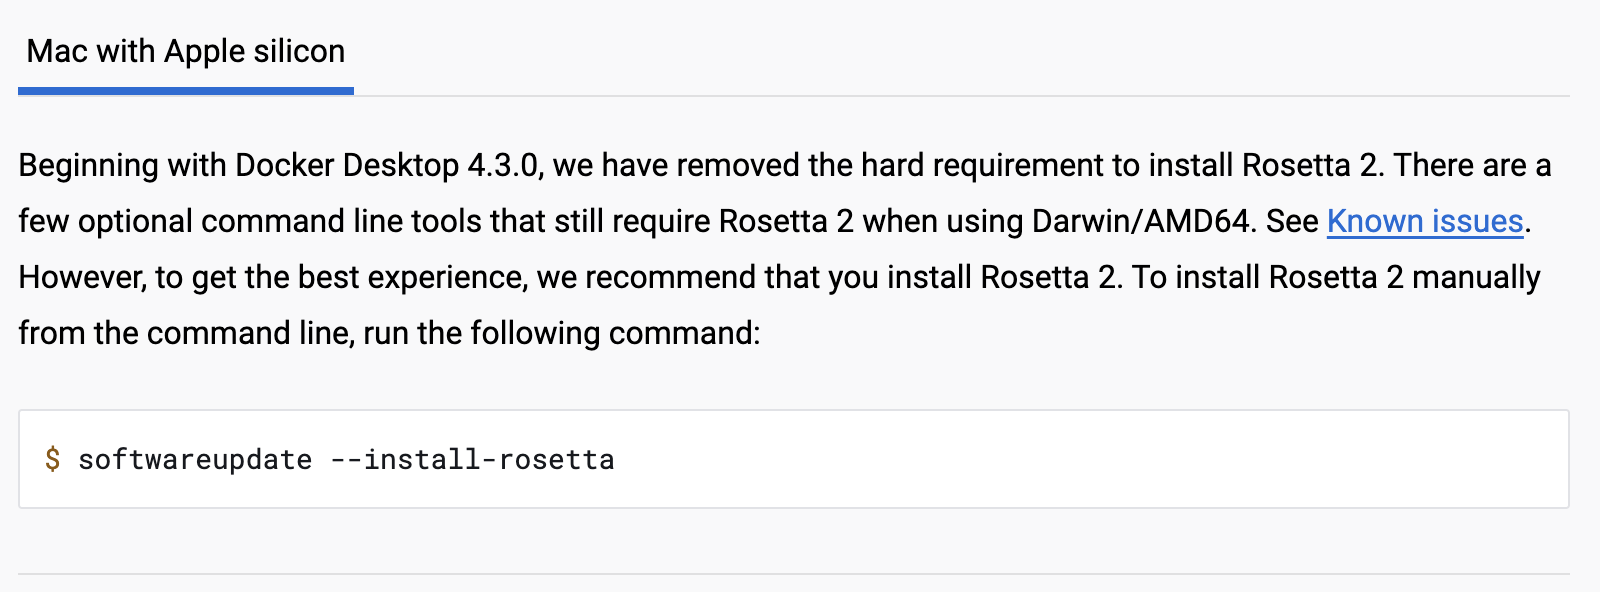 Mac with Apple silicon
Beginning with Docker Desktop 4.3.0, we have removed the hard requirement to install Rosetta 2. There are a
few optional command line tools that still require Rosetta 2 when using Darwin/AMD64. See Known issues.
However, to get the best experience, we recommend that you install Rosetta 2. To install Rosetta 2 manually
from the command line, run the following command:
$ softwareupdate --install-rosetta